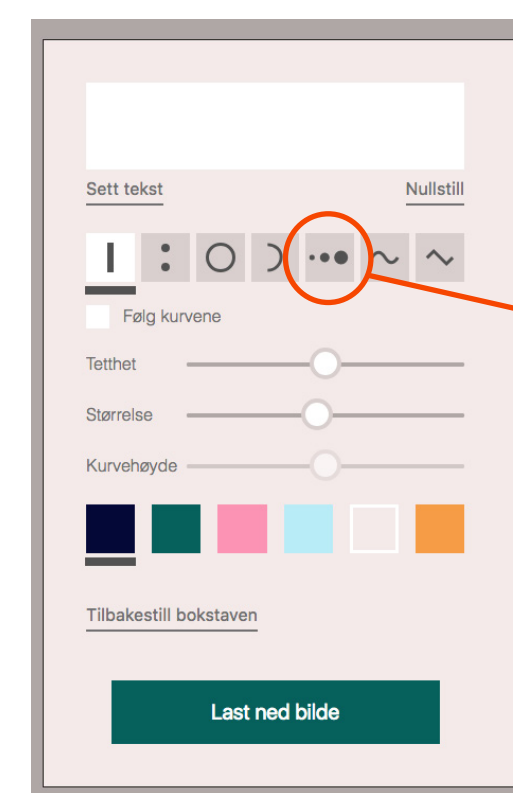 Sett tekst Nullstill
Følg kurvene
Tetthet
Størrelse
Kurvehøyde
Tilbakestill bokstaven
Last ned bilde